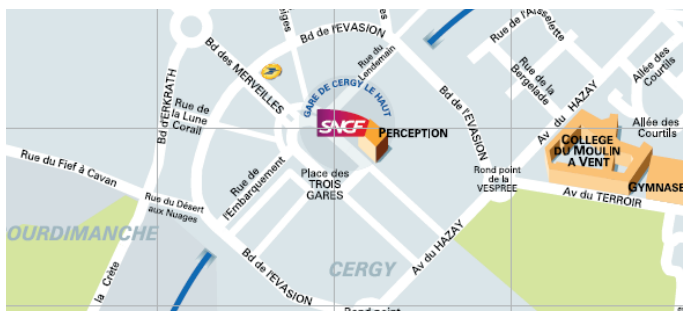 Bd de l'EVASION
Rue de l'Aisselette
Allée des
Courtils
Bd des MERVEILLES
Rue du
Lendemain
Rue de la
Bergelade
Bd d'ERKRATH
GARE DE CERGY LE HAUT
Bd de l'EVASION
Av du HAZAY
Rue de
la Lune
Corail
SNCF
PERCEPTION
Allée des
Courtils
COLLEGE
DU MOULIN
A VENT
Rue du Fief à Cavan
Rue de
l'Embarquement
Place des
TROIS
GARES
Rond point
de la
VESPREE
GYMNASE
Rue du Désert
aux Nuages
Av du TERROIR
OURDIMANCHE
Av du HAZAY
Bd de l'EVASION
CERGY
la Crète
Rond point